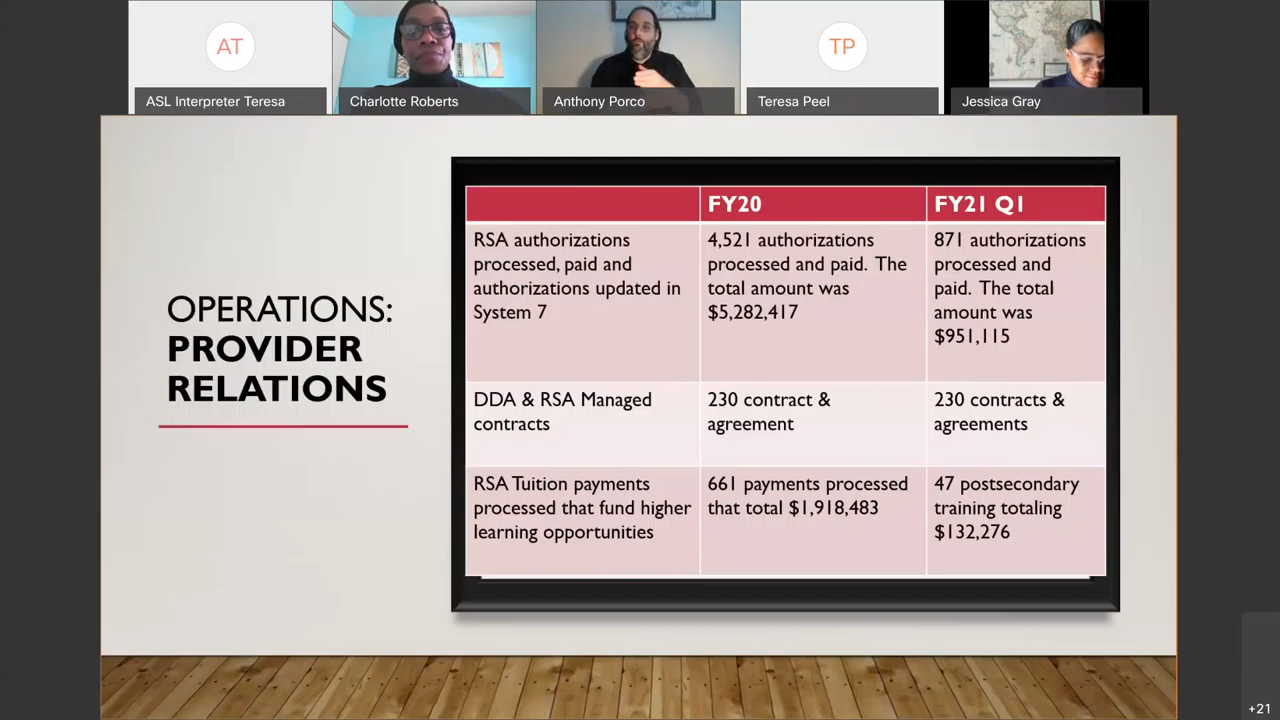 AT
TP
ASL Interpreter Teresa
Charlotte Roberts
Anthony Porco
Teresa Peel
Jessica Gray
OPERATIONS:
PROVIDER
RELATIONS
FY20
FY21 Q1
RSA authorizations
processed, paid and
authorizations updated in
System 7
4,521 authorizations
processed and paid. The
total amount was
$5,282,417
871 authorizations
processed and
paid. The total
amount was
$951,115
DDA & RSA Managed
contracts
230 contract &
agreement
230 contracts &
agreements
RSA Tuition payments
processed that fund higher
learning opportunities
661 payments processed
that total $1,918,483
47 postsecondary
training totaling
$132,276
+21